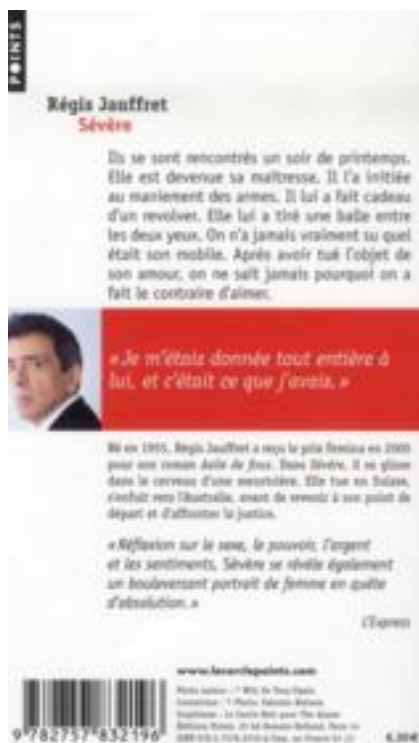 POINTS
Régis Jauffret
Sévère
Ils se sont rencontrés un soir de printemps.
Elle est devenue sa maîtresse. Il l'a initiée
au maniement des armes. Il lui a fait cadeau
d'un revolver. Elle lui a tiré une balle entre
les deux yeux. On n'a jamais vraiment su quel
était son mobile. Après avoir tué l'objet de
son amour, on ne sait jamais pourquoi on a
fait le contraire d'aimer.
« Je m'étais donnée tout entière à
lui, et c'était ce que j'avais. »
Né en 1955, Régis Jauffret a reçu le prix Femina en 2005
pour son roman Asile de fous. Dans Sévère, il se glisse
dans le cerveau d'une meurtrière. Elle tue en Suisse,
s'enfuit vers l'Australie, avant de revenir à son point de
départ et d'affronter la justice.
« Réflexion sur le sexe, le pouvoir, l'argent
et les sentiments, Sévère se révèle également
un bouleversant portrait de femme en quête
d'absolution. »
L'Express
www.lecerclepoints.com
9 782757 832196